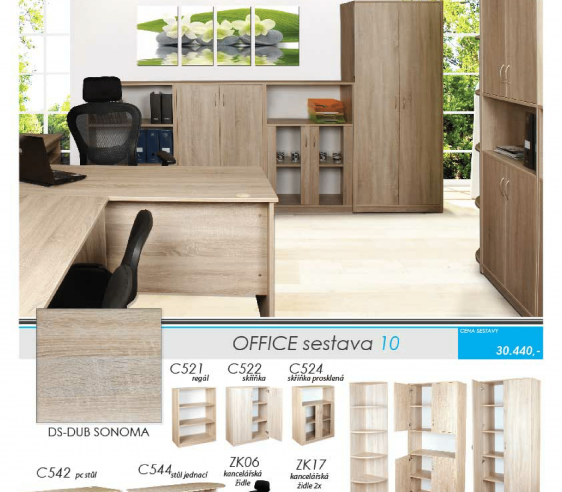 CENA SESTAVY
OFFICE sestava 10
30.440,-
C521 regál
C522 skříňka
C524 skříňka prosklená
DS-DUB SONOMA
C542 pc stůl
C544 stůl jednací
ZK06 kancelářská židle
ZK17 kancelářská židle 2x